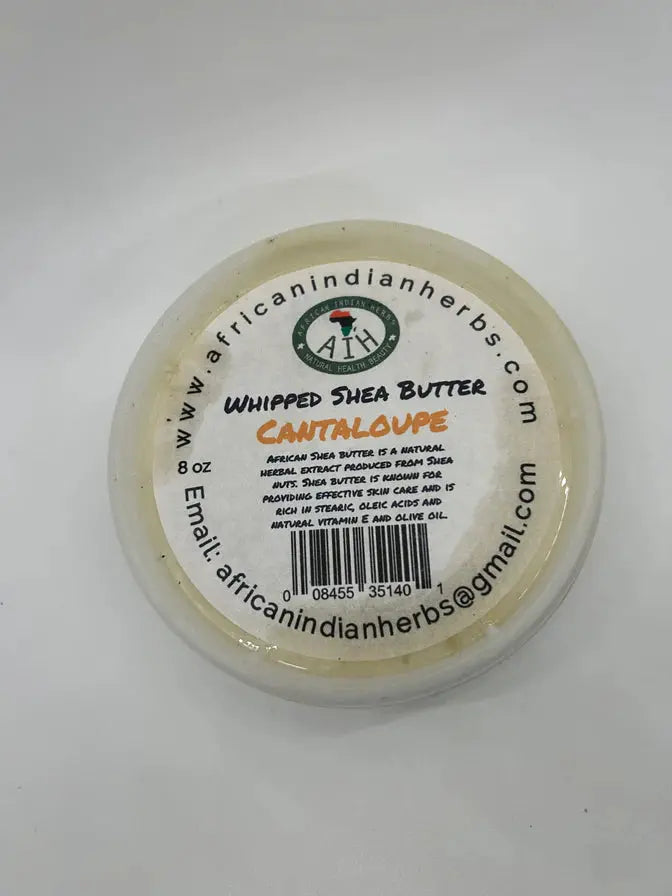 www.africanindianherbs.com
AFRICAN INDIAN HERBS
AIH
NATURAL HEALTH BEAUTY
Whipped Shea Butter
Cantaloupe
8 oz
African Shea butter is a natural
herbal extract produced from Shea
nuts. Shea butter is known for
providing effective skin care and is
rich in stearic, oleic acids and
natural vitamin E and olive oil.
0 08455 35140 1
Email: africanindianherbs@gmail.com